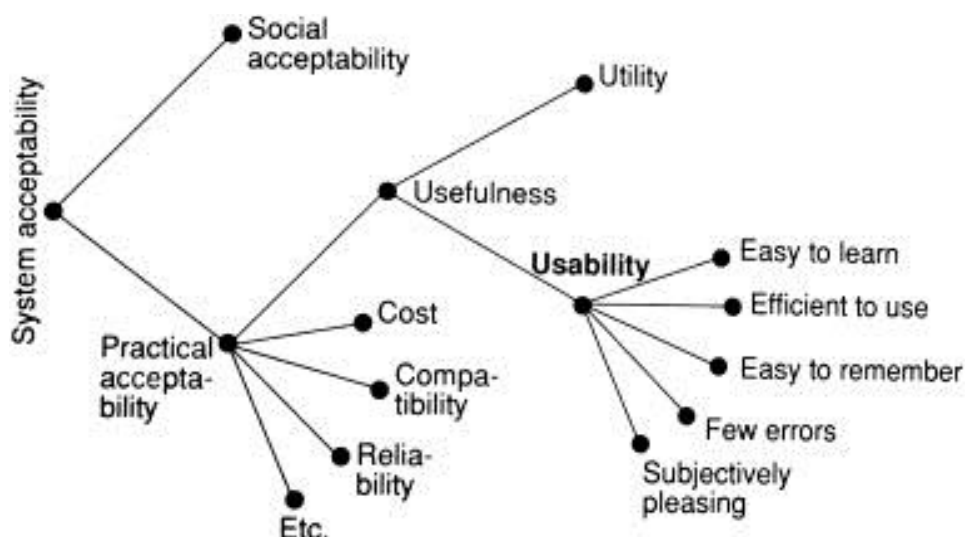 System acceptability
Social
acceptability
Utility
Usefulness
Usability
Easy to learn
Efficient to use
Easy to remember
Few errors
Subjectively
pleasing
Practical
accepta-
bility
Cost
Compa-
tibility
Relia-
bility
Etc.